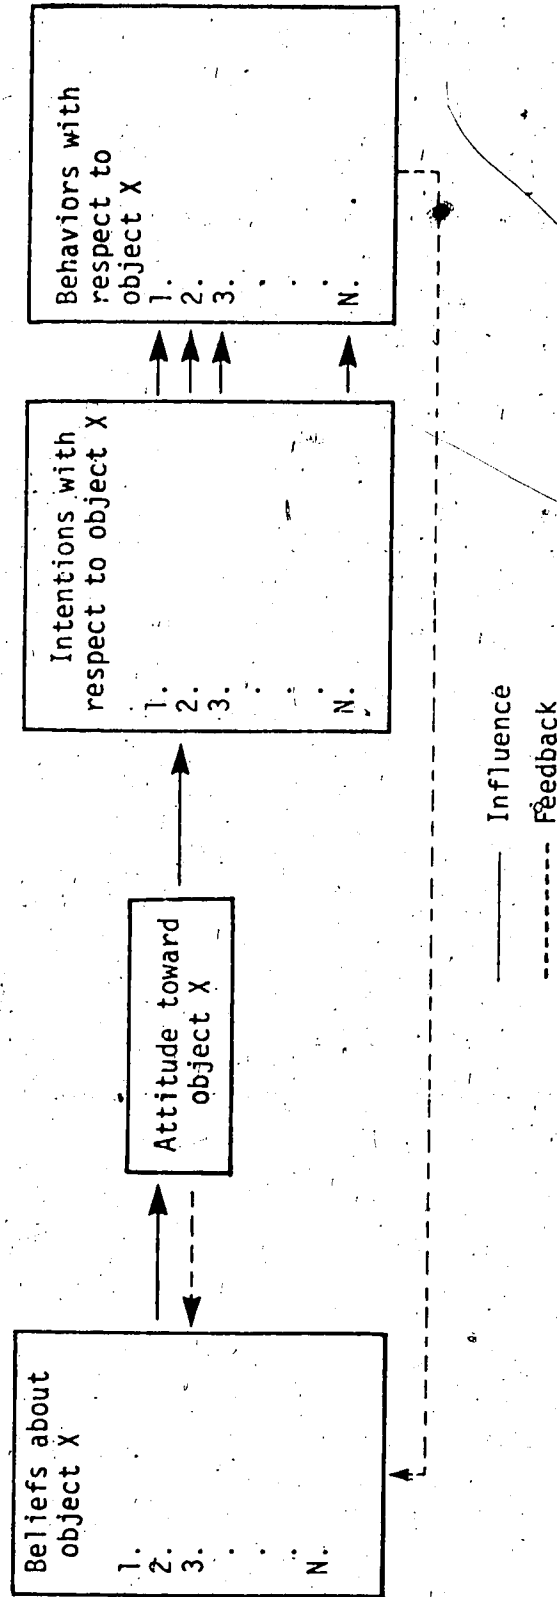 Beliefs about
object X
1.
2.
3.
.
.
.
N.
Attitude toward
object X
Intentions with
respect to object X
1.
2.
3.
.
.
.
N.
Behaviors with
respect to
object X
1.
2.
3.
.
.
.
N.
Influence
Feedback